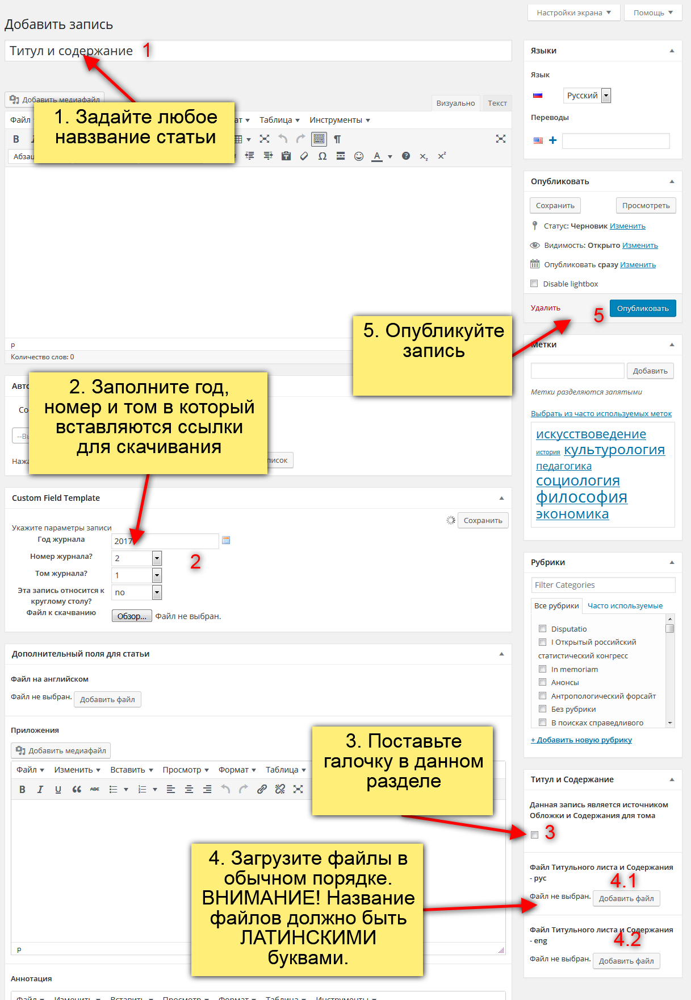 Настройки экрана
Помощь
Добавить запись
Титул и содержание 1
Добавить медиафайл
Визуально Текст
1. Задайте любое
навзвание статьи
Файл
Таблица Инструменты
B
Абзац
p
Количество слов: 0
5. Опубликуйте
запись
2. Заполните год,
номер и том в который
вставляются ссылки
для скачивания
Custom Field Template
Сохранить
Укажите параметры записи
Год журнала 2017
Номер журнала? 2
2
Том журнала? 1
Эта запись относится к
круглому столу? no
Файл к скачванию Обзор... Файл не выбран.
Дополнительный поля для статьи
Файл на английском
Файл не выбран. Добавить файл
Приложения
Добавить медиафайл
Файл Изменить Вставить Просмотр Формат Таблица
B I U ABC
3. Поставьте
галочку в данном
разделе
4. Загрузите файлы в
обычном порядке.
ВНИМАНИЕ! Название
файлов должно быть
ЛАТИНСКИМИ
буквами.
p
Аннотация
Файл Изменить Вставить Просмотр Формат Таблица Инструменты
Языки
Язык
Русский
Переводы
Опубликовать
Сохранить Просмотреть
Статус: Черновик Изменить
Видимость: Открыто Изменить
Опубликовать сразу Изменить
Disable lightbox
Удалить 5 Опубликовать
Метки
Добавить
Метки разделяются запятыми
Выбрать из часто используемых меток
искусствоведение
история культурология
педагогика
социология
философия
экономика
Рубрики
Filter Categories
Все рубрики Часто используемые
Disputatio
I Открытый российский
статистический конгресс
In memoriam
Анонсы
Антропологический форсайт
Без рубрики
В поисках справедливого
+ Добавить новую рубрику
Титул и Содержание
Данная запись является источником
Обложки и Содержания для тома
3
Файл Титульного листа и Содержания
- рус
4.1
Файл не выбран. Добавить файл
Файл Титульного листа и Содержания
- eng
4.2
Файл не выбран. Добавить файл